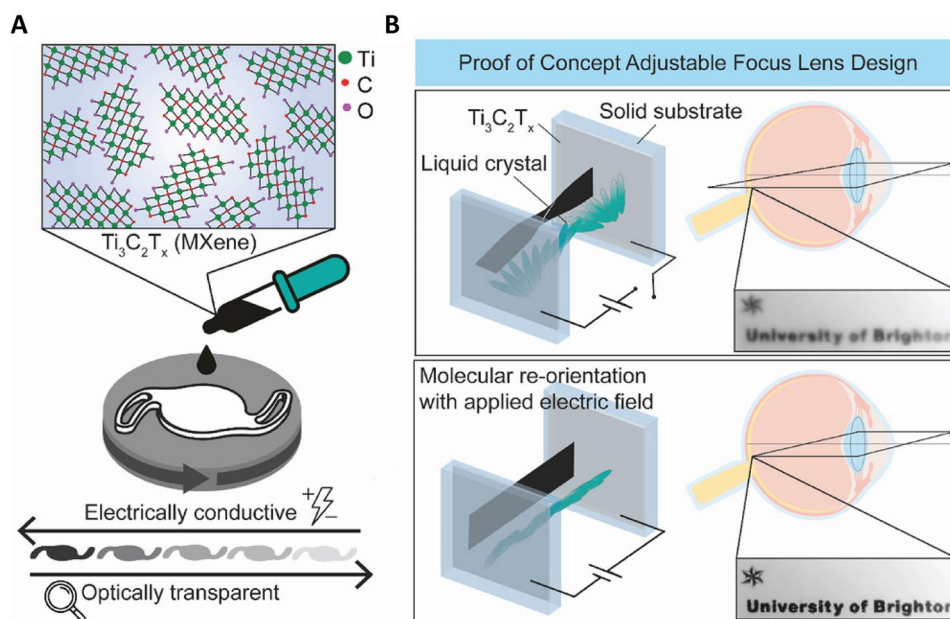 A
Ti
C
O
Ti₃C₂Tₓ (MXene)
Electrically conductive
+
−
Optically transparent
B
Proof of Concept Adjustable Focus Lens Design
Ti₃C₂Tₓ
Solid substrate
Liquid crystal
University of Brighton
Molecular re-orientation
with applied electric field
University of Brighton